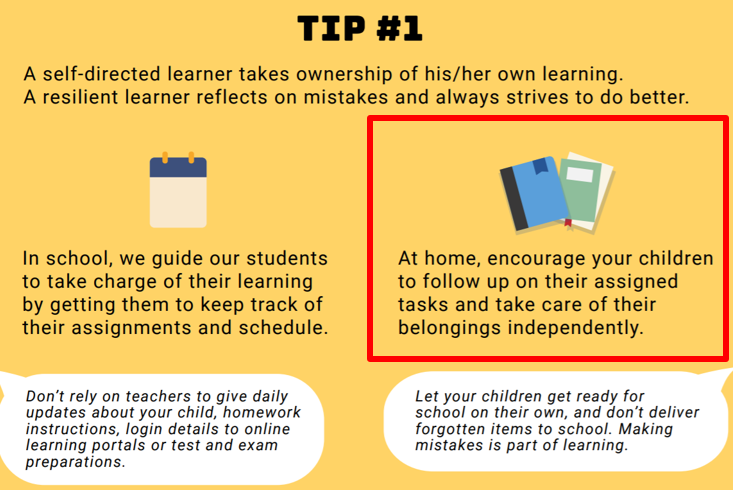 TIP #1
A self-directed learner takes ownership of his/her own learning.
A resilient learner reflects on mistakes and always strives to do better.
In school, we guide our students
to take charge of their learning
by getting them to keep track of
their assignments and schedule.
At home, encourage your children
to follow up on their assigned
tasks and take care of their
belongings independently.
Don't rely on teachers to give daily
updates about your child, homework
instructions, login details to online
learning portals or test and exam
preparations.
Let your children get ready for
school on their own, and don't deliver
forgotten items to school. Making
mistakes is part of learning.